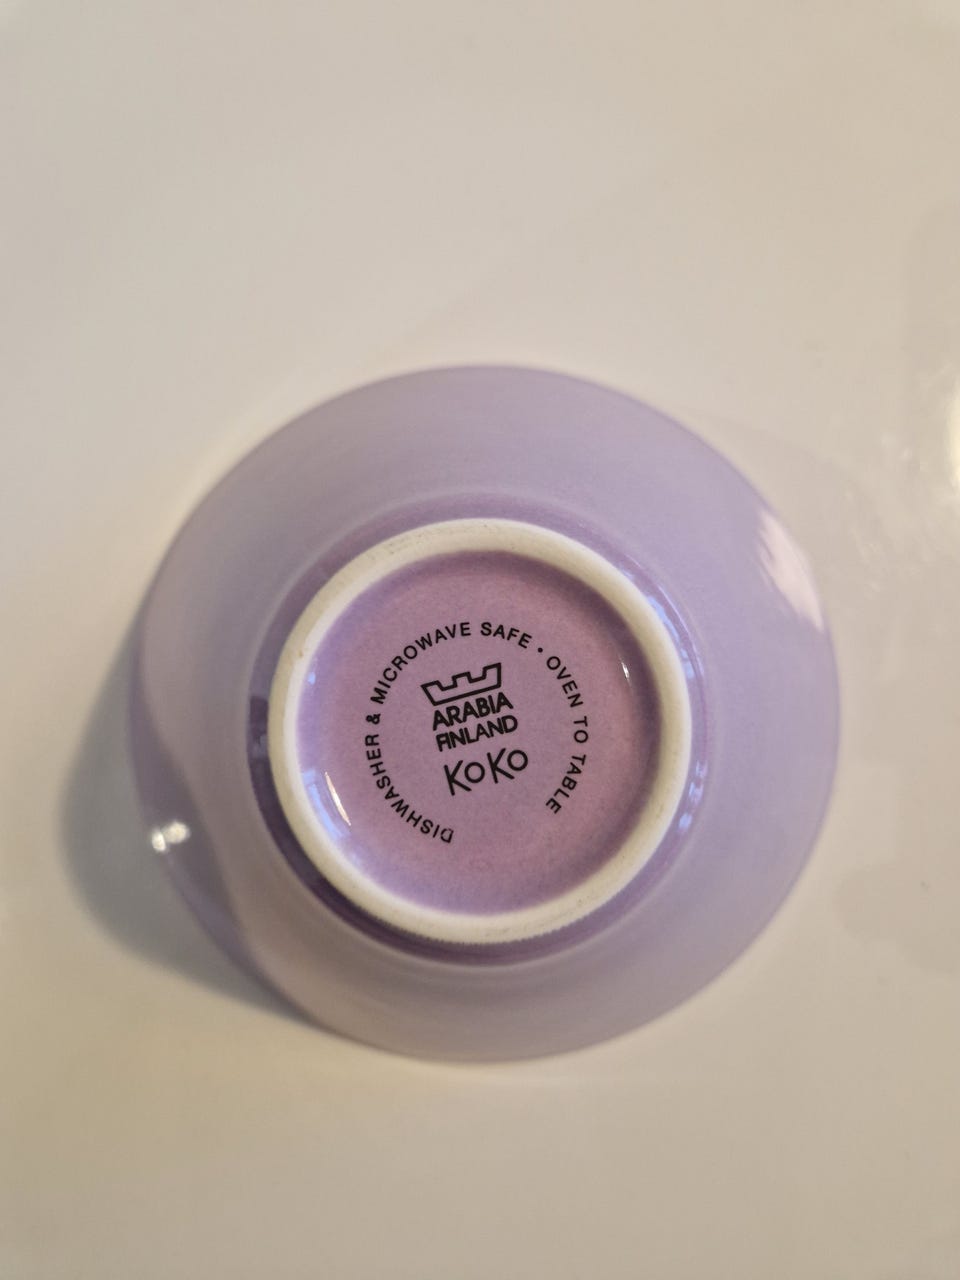 DISHWASHER & MICROWAVE SAFE • OVEN TO TABLE
ARABIA
FINLAND
KOKO